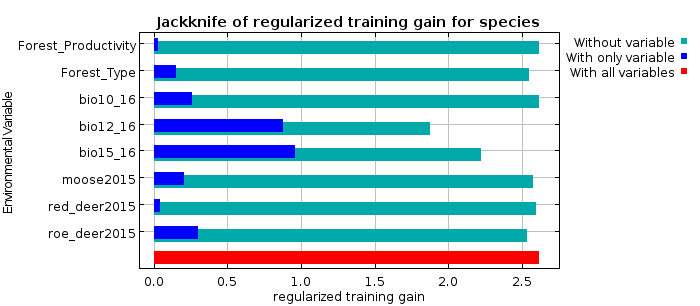 Jackknife of regularized training gain for species
Environmental Variable
Forest_Productivity
Forest_Type
bio10_16
bio12_16
bio15_16
moose2015
red_deer2015
roe_deer2015
0.0 0.5 1.0 1.5 2.0 2.5
regularized training gain
Without variable
With only variable
With all variables